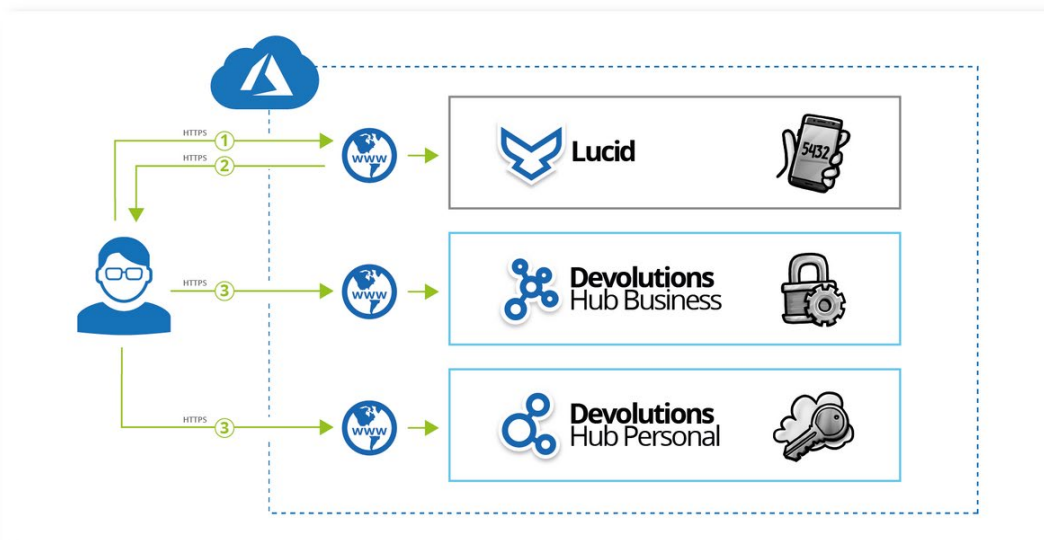 HTTPS
1
www
Lucid
5432
HTTPS
2
HTTPS
3
www
Devolutions
Hub Business
HTTPS
3
www
Devolutions
Hub Personal